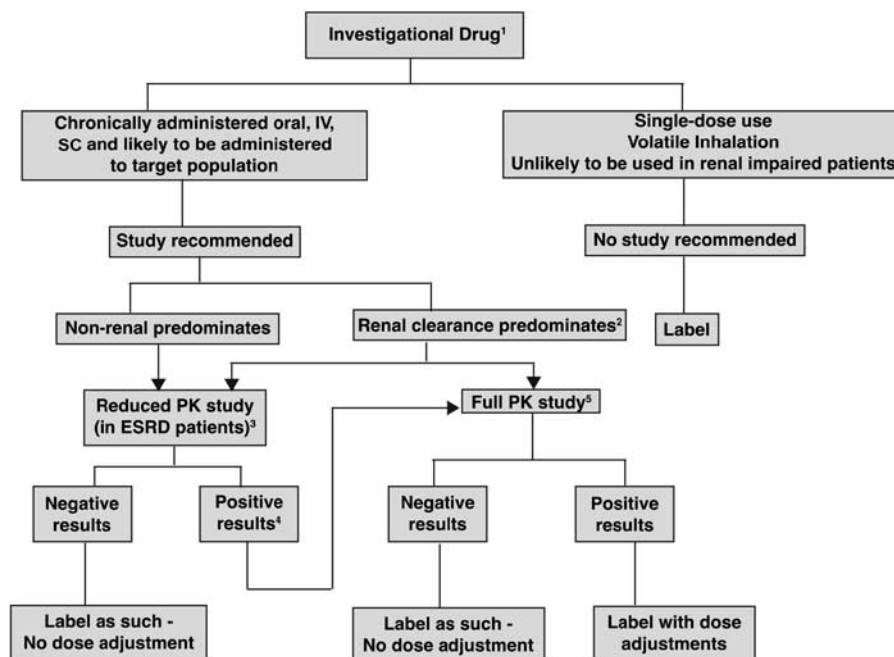 Investigational Drug¹
Chronically administered oral, IV,
SC and likely to be administered
to target population
Single-dose use
Volatile Inhalation
Unlikely to be used in renal impaired patients
Study recommended
No study recommended
Non-renal predominates
Renal clearance predominates²
Label
Reduced PK study
(in ESRD patients)³
Full PK study⁵
Negative
results
Positive
results⁴
Negative
results
Positive
results
Label as such -
No dose adjustment
Label as such -
No dose adjustment
Label with dose
adjustments